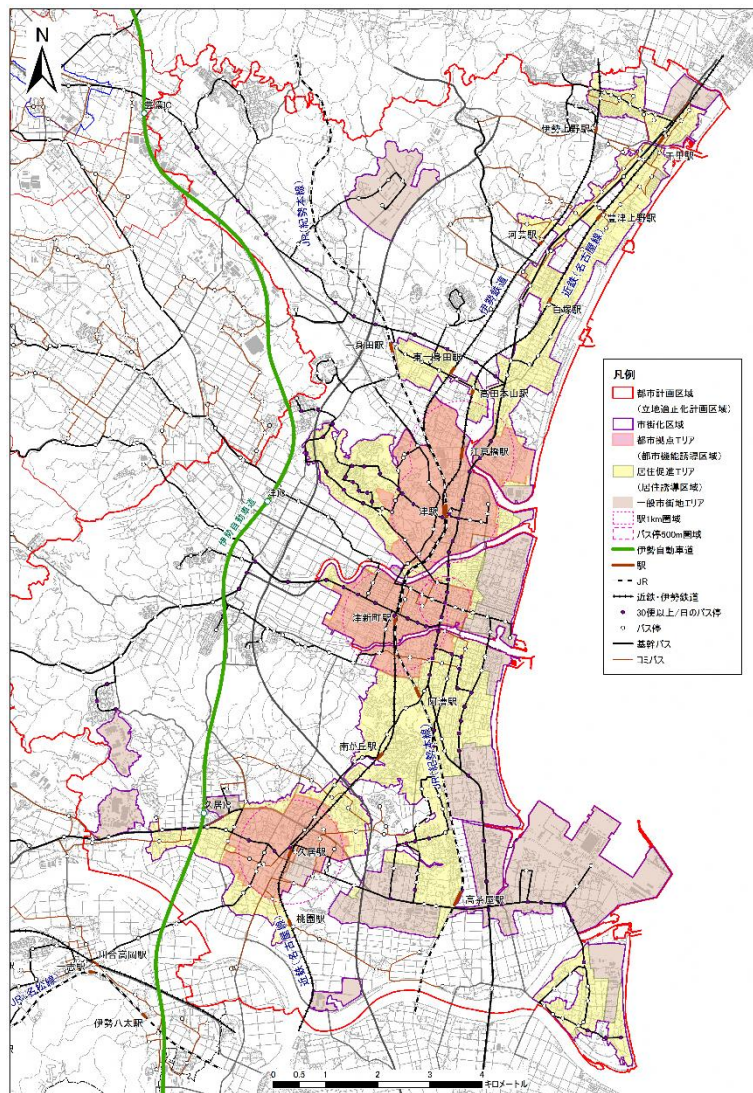 N
芸濃IC
伊勢上野駅
千里駅
JR(紀勢本線)
豊津上野駅
河芸駅
伊勢鉄道
近鉄(名古屋線)
白塚駅
一身田駅
東一身田駅
高田本山駅
江戸橋駅
津駅
津IC
伊勢自動車道
津新町駅
阿漕駅
南が丘駅
JR(紀勢本線)
久居IC
久居駅
高茶屋駅
桃園駅
近鉄(名古屋線)
川合高岡駅
JR(名松線)
伊勢八太駅
凡例
都市計画区域
(立地適正化計画区域)
市街化区域
都市拠点エリア
(都市機能誘導区域)
居住促進エリア
(居住誘導区域)
一般市街地エリア
駅1km圏域
バス停500m圏域
伊勢自動車道
駅
JR
近鉄・伊勢鉄道
30便以上/日のバス停
バス停
基幹バス
コミバス
0 0.5 1 2 3 4
キロメートル